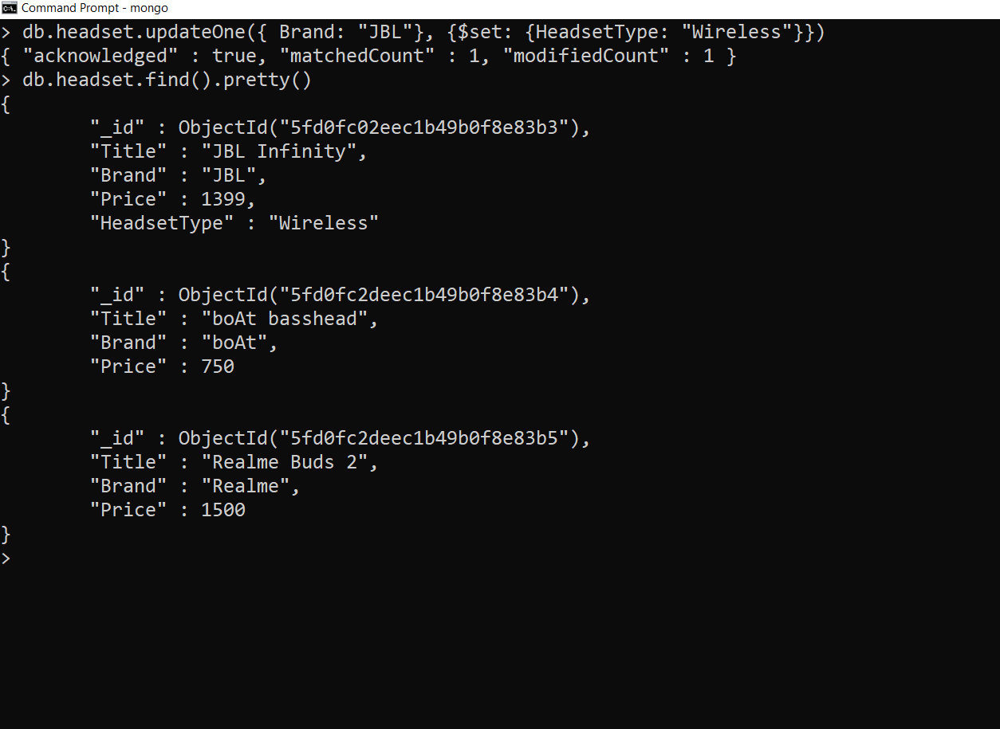 Command Prompt - mongo
> db.headset.updateOne({ Brand: "JBL"}, {$set: {HeadsetType: "Wireless"}})
{ "acknowledged" : true, "matchedCount" : 1, "modifiedCount" : 1 }
> db.headset.find().pretty()
{
        "_id" : ObjectId("5fd0fc02eec1b49b0f8e83b3"),
        "Title" : "JBL Infinity",
        "Brand" : "JBL",
        "Price" : 1399,
        "HeadsetType" : "Wireless"
}
{
        "_id" : ObjectId("5fd0fc2deec1b49b0f8e83b4"),
        "Title" : "boAt basshead",
        "Brand" : "boAt",
        "Price" : 750
}
{
        "_id" : ObjectId("5fd0fc2deec1b49b0f8e83b5"),
        "Title" : "Realme Buds 2",
        "Brand" : "Realme",
        "Price" : 1500
}
>